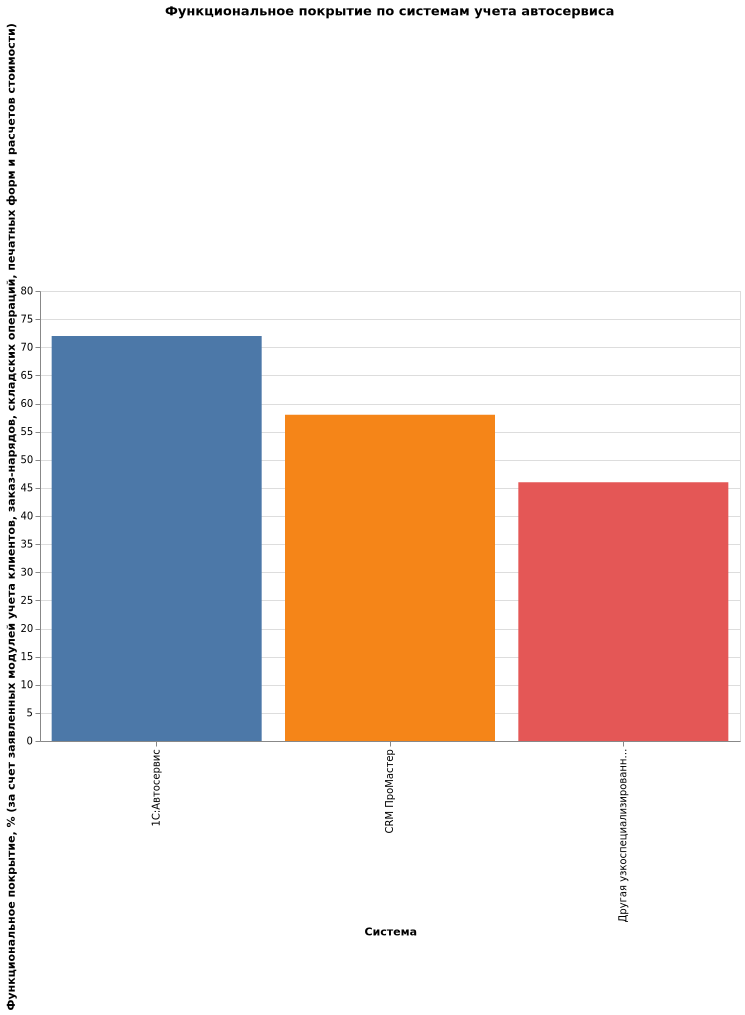 Функциональное покрытие по системам учета автосервиса
Функциональное покрытие, % (за счет заявленных модулей учета клиентов, заказ-нарядов, складских операций, печатных форм и расчетов стоимости)
80
75
70
65
60
55
50
45
40
35
30
25
20
15
10
5
0
1С:Автосервис
CRM ПроМастер
Другая узкоспециализированн…
Система